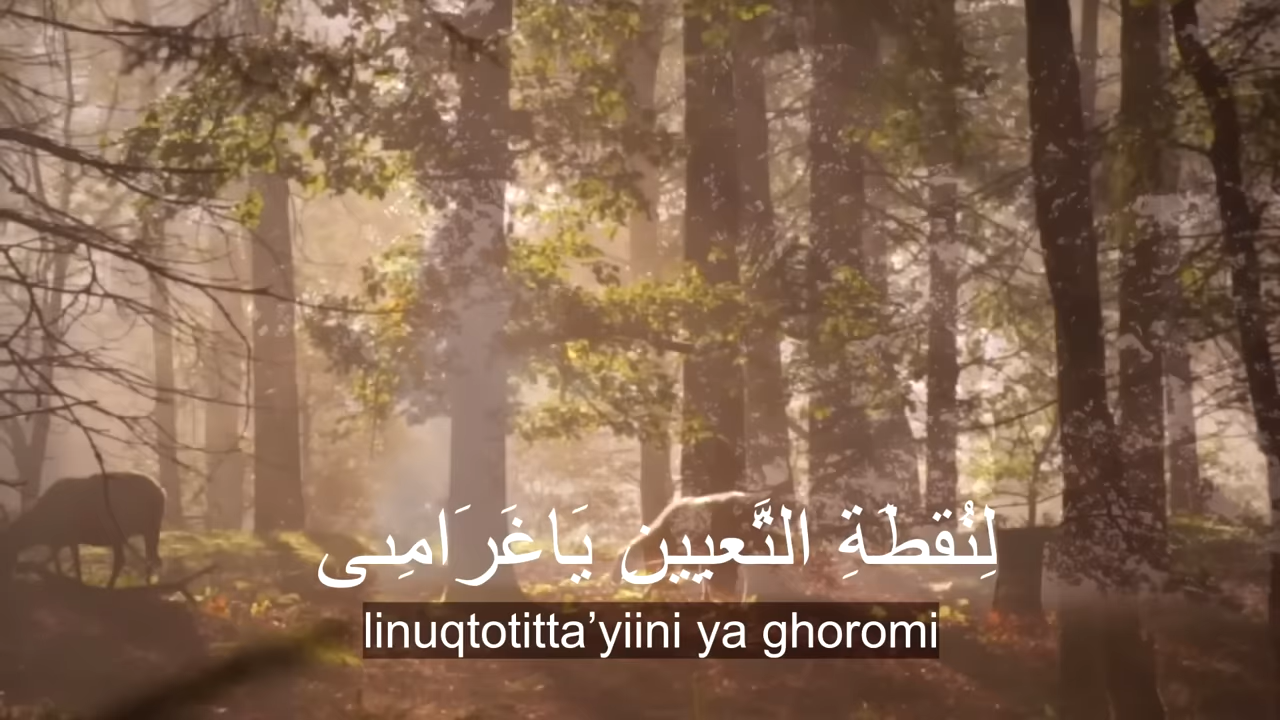 لِنُقطَةِ التَّعيينِ يَاغَرَامِى
linuqtotitta’yiini ya ghoromi